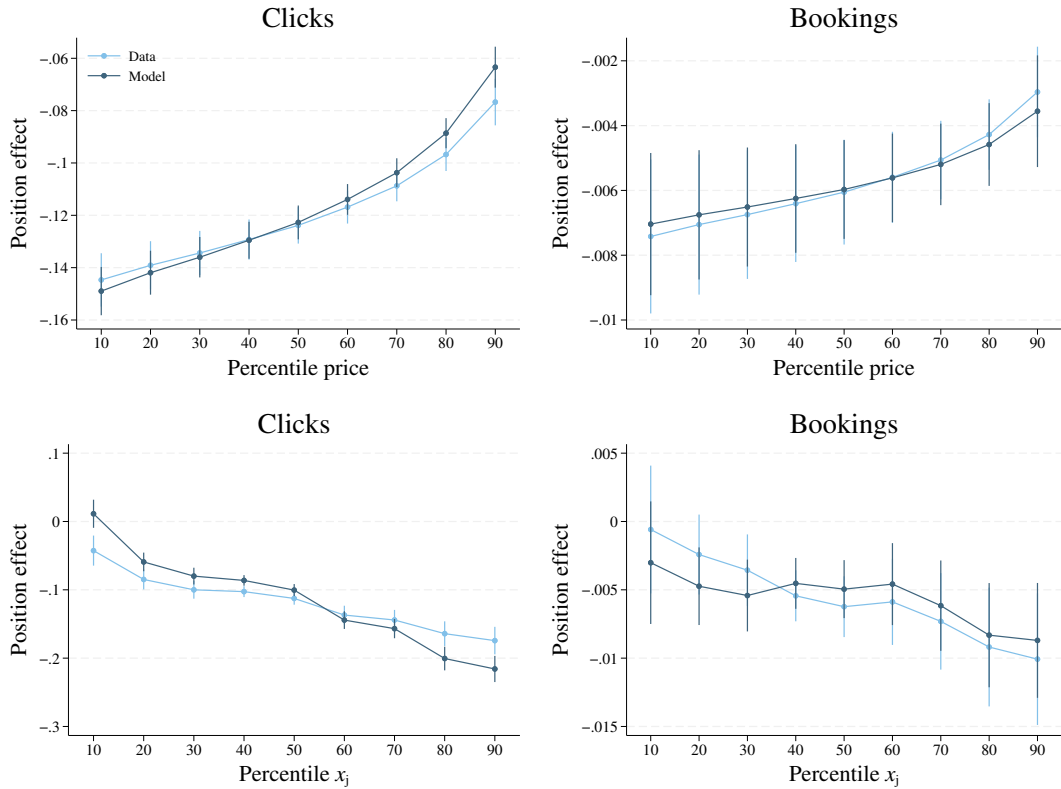 Clicks
Position effect
Data
Model
-.06
-.08
-.1
-.12
-.14
-.16
10 20 30 40 50 60 70 80 90
Percentile price
Bookings
Position effect
-.002
-.004
-.006
-.008
-.01
10 20 30 40 50 60 70 80 90
Percentile price
Clicks
Position effect
.1
0
-.1
-.2
-.3
10 20 30 40 50 60 70 80 90
Percentile xj
Bookings
Position effect
.005
0
-.005
-.01
-.015
10 20 30 40 50 60 70 80 90
Percentile xj